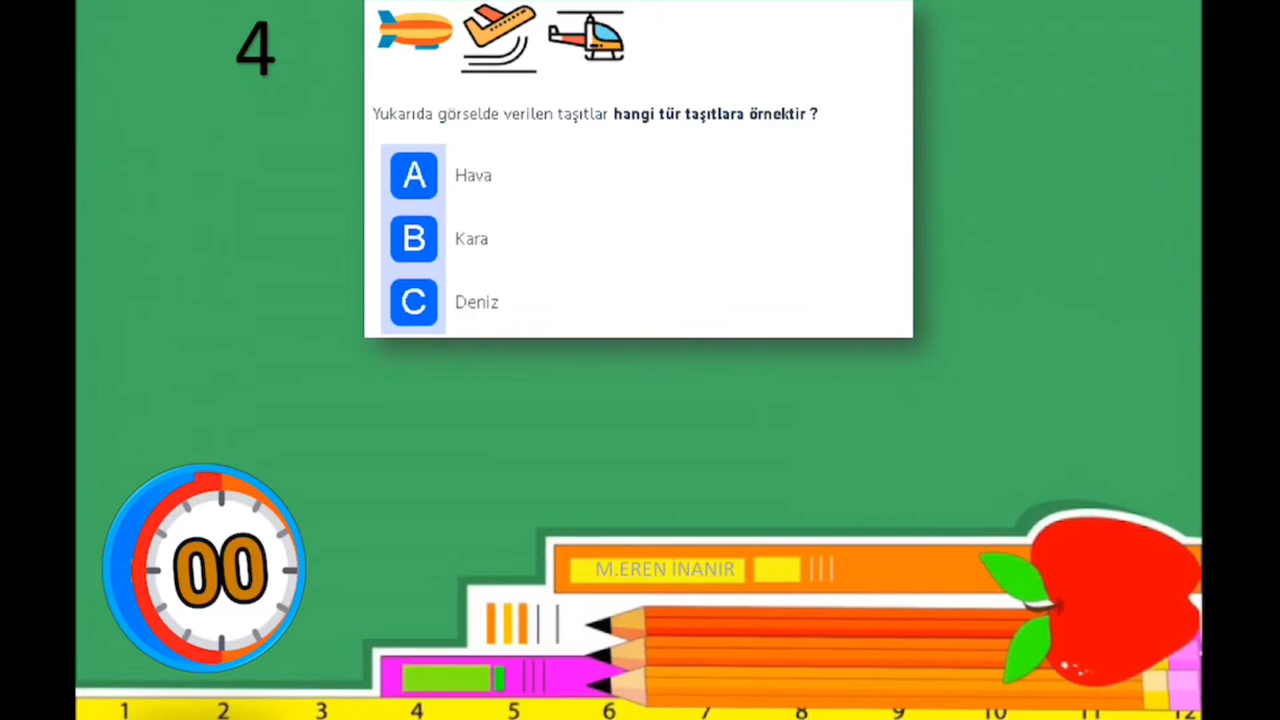 4
Yukarıda görselde verilen taşıtlar hangi tür taşıtlara örnektir ?
A Hava
B Kara
C Deniz
00
M.EREN İNANIR
1 2 3 4 5 6 7 8 9 10 11 12